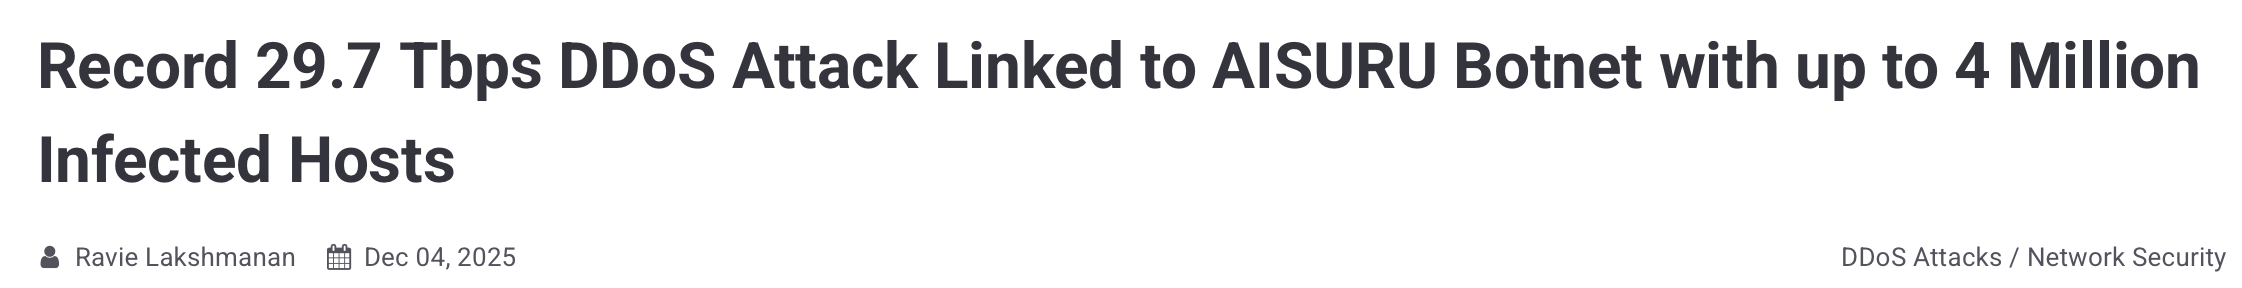 Record 29.7 Tbps DDoS Attack Linked to AISURU Botnet with up to 4 Million
Infected Hosts
Ravie Lakshmanan Dec 04, 2025 DDoS Attacks / Network Security